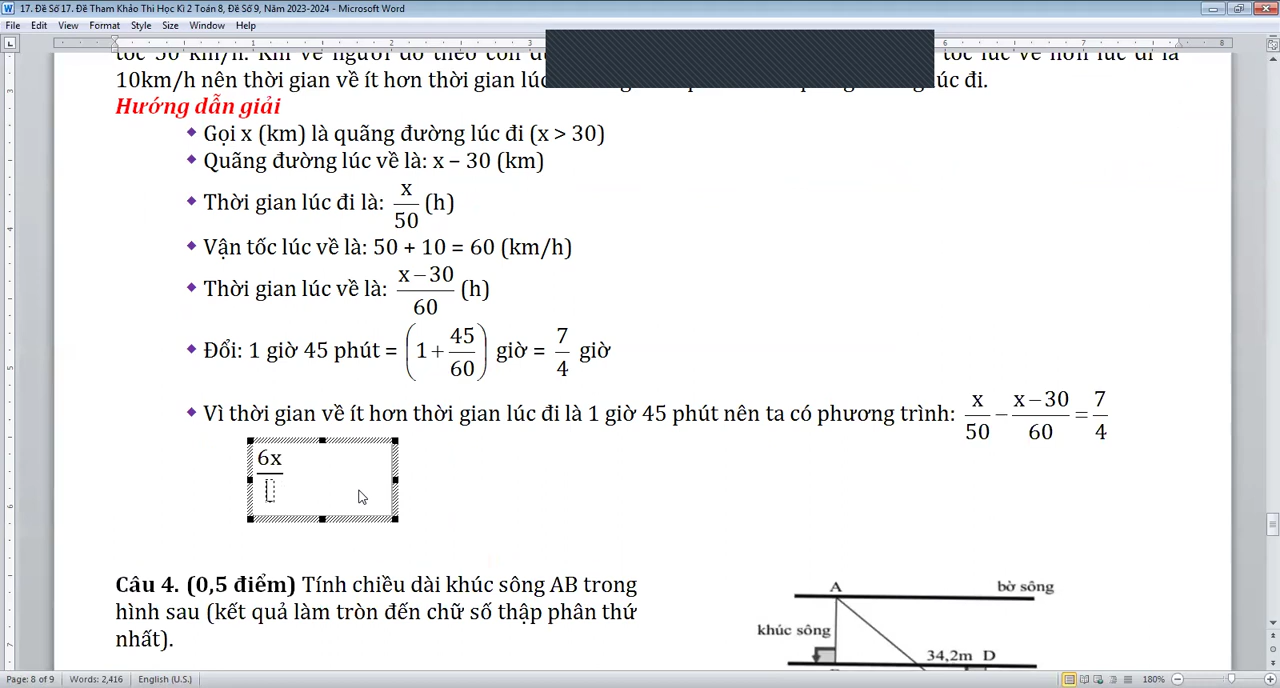 17. Đề Số 17. Đề Tham Khảo Thi Học Kì 2 Toán 8, Đề Số 9, Năm 2023-2024 - Microsoft Word
File Edit View Format Style Size Window Help
1 2 3 6 7 8
10km/h nên thời gian về ít hơn thời gian lúc đi.
Hướng dẫn giải
Gọi x (km) là quãng đường lúc đi (x > 30)
Quãng đường lúc về là: x – 30 (km)
Thời gian lúc đi là: x/50 (h)
Vận tốc lúc về là: 50 + 10 = 60 (km/h)
Thời gian lúc về là: (x – 30)/60 (h)
Đổi: 1 giờ 45 phút = (1 + 45/60) giờ = 7/4 giờ
Vì thời gian về ít hơn thời gian lúc đi là 1 giờ 45 phút nên ta có phương trình: x/50 – (x – 30)/60 = 7/4
6x
Câu 4. (0,5 điểm) Tính chiều dài khúc sông AB trong
hình sau (kết quả làm tròn đến chữ số thập phân thứ
nhất).
A bờ sông
khúc sông
34,2m D
Page: 8 of 9 Words: 2,416 English (U.S.) 180%